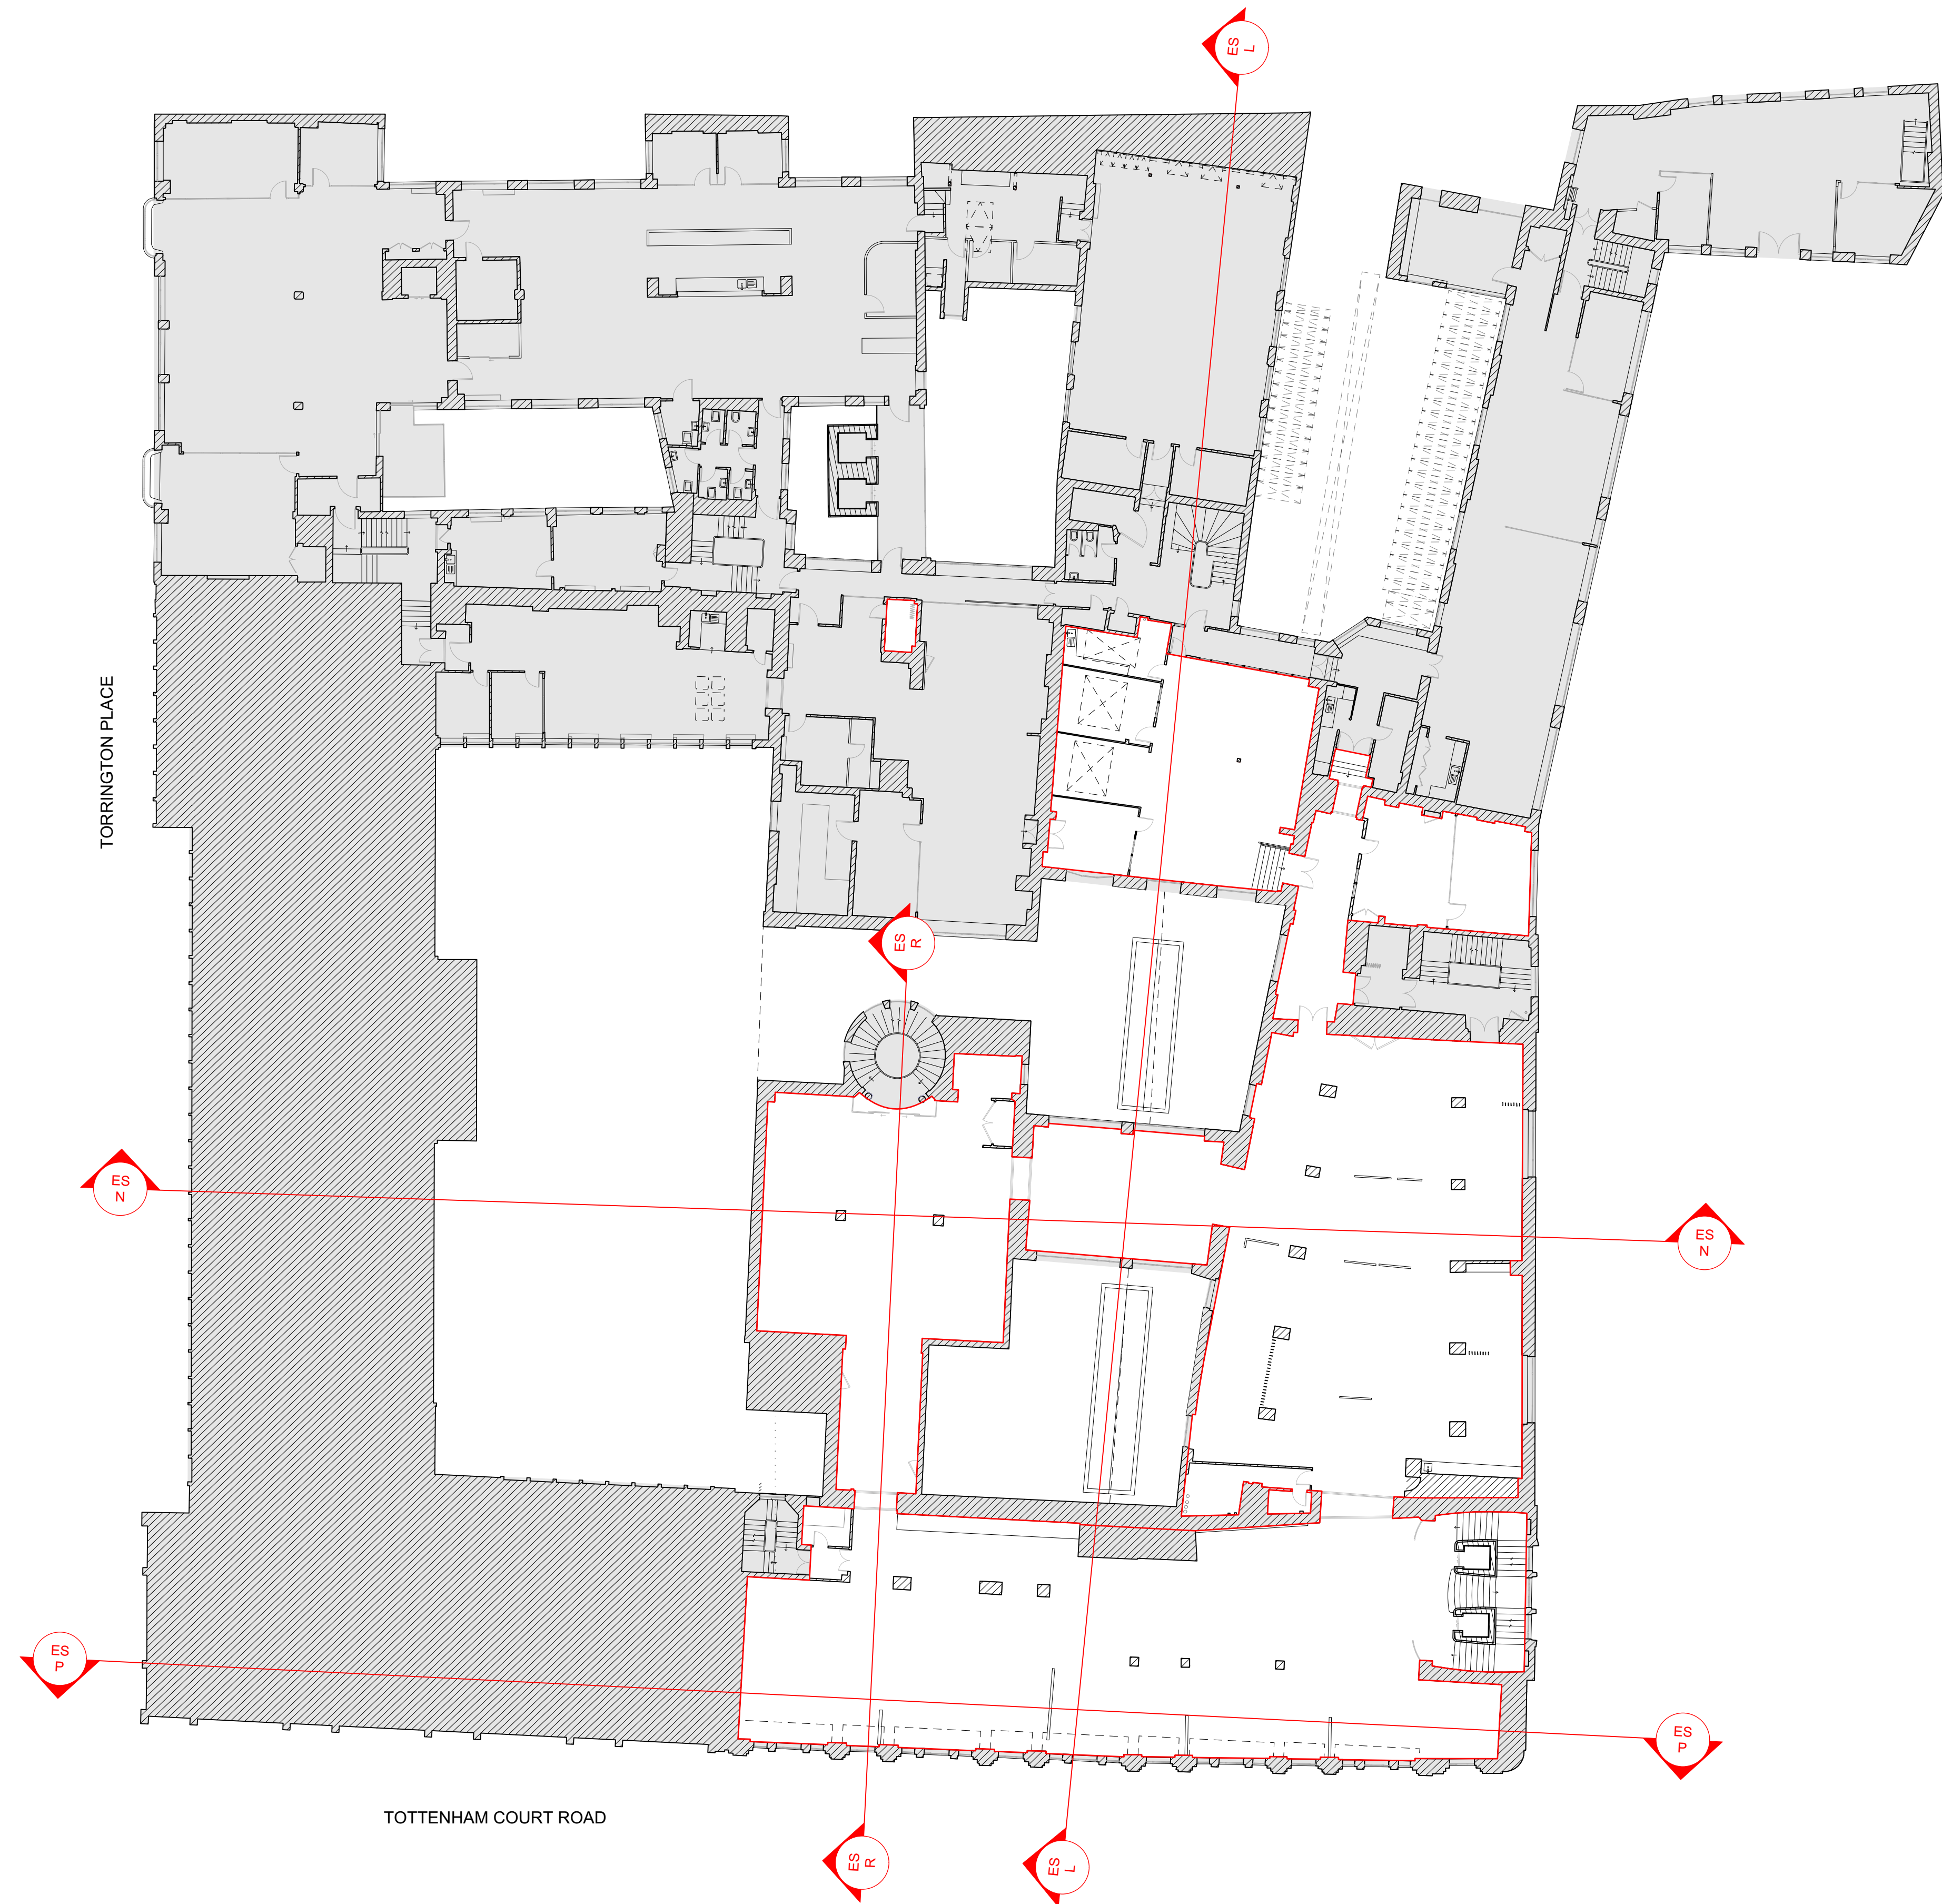 ES
L
TORRINGTON PLACE
ES
R
ES
N
ES
N
ES
P
ES
P
TOTTENHAM COURT ROAD
ES
R
ES
L